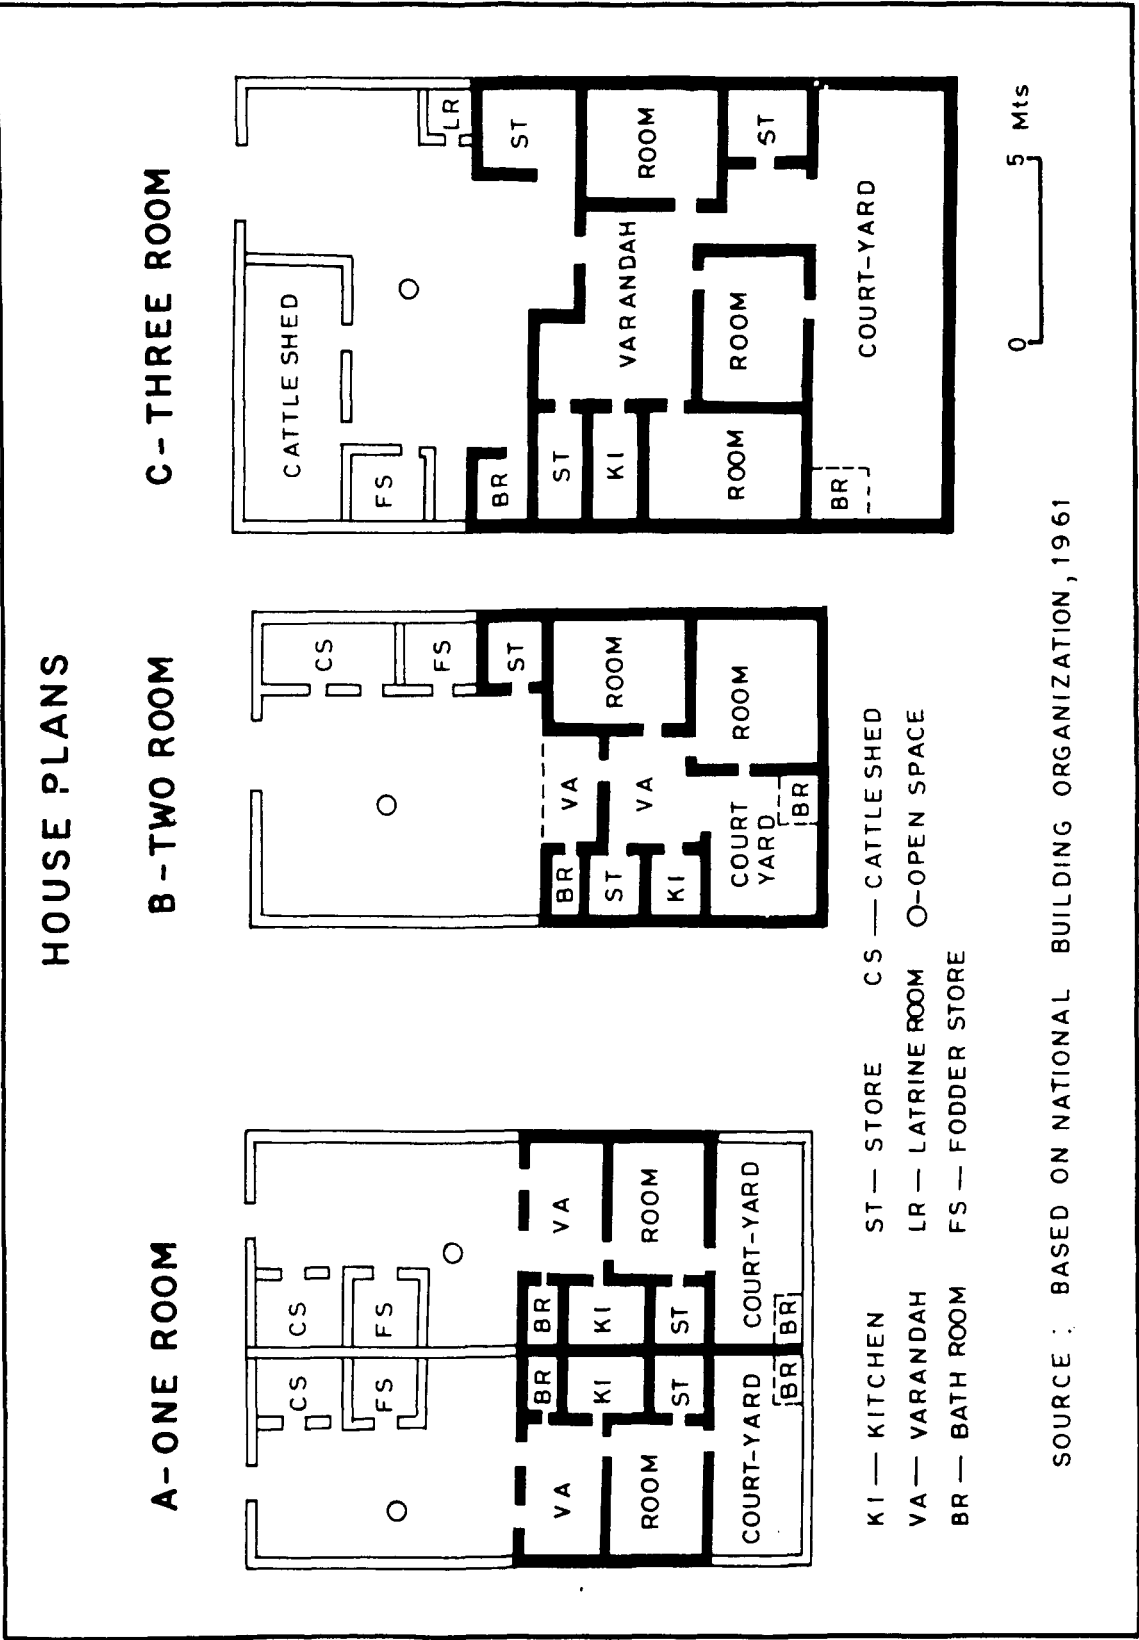 HOUSE PLANS
A-ONE ROOM
CS CS
FS FS
BR BR
VA VA
KI KI
ROOM ROOM
ST ST
COURT-YARD COURT-YARD
BR BR
B-TWO ROOM
CS
FS
ST
BR VA
ST ROOM
VA
KI
COURT
YARD
ROOM
BR
C-THREE ROOM
CATTLE SHED
FS
LR
BR ST
ST
KI VARANDAH ROOM
ROOM ROOM ST
BR COURT-YARD
KI — KITCHEN ST — STORE CS — CATTLE SHED
VA — VARANDAH LR — LATRINE ROOM O-OPEN SPACE
BR — BATH ROOM FS — FODDER STORE
0 5 Mts
SOURCE : BASED ON NATIONAL BUILDING ORGANIZATION, 1961